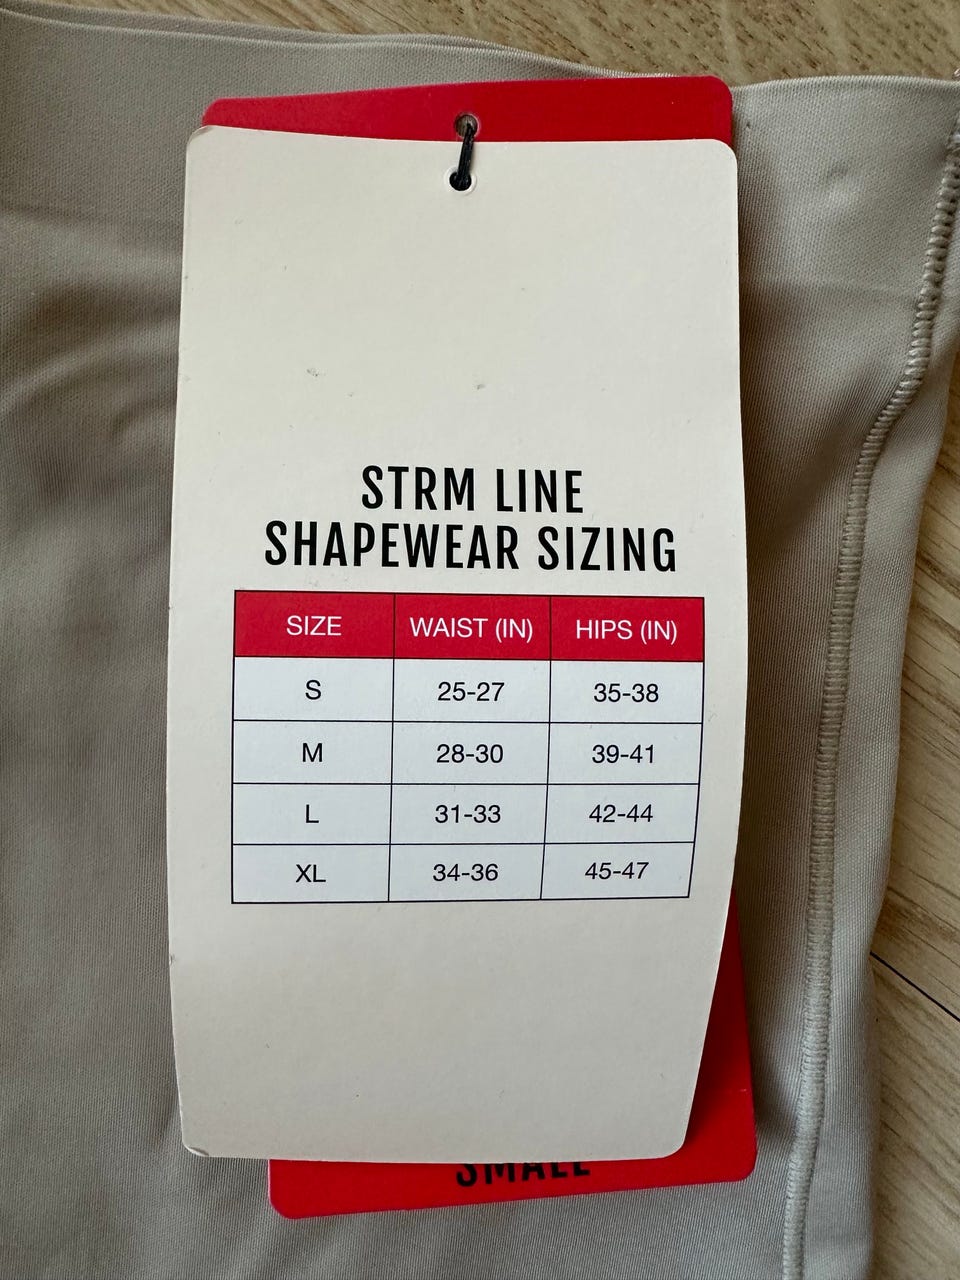 STRM LINE
SHAPEWEAR SIZING
SIZE WAIST (IN) HIPS (IN)
S 25-27 35-38
M 28-30 39-41
L 31-33 42-44
XL 34-36 45-47
SMALL